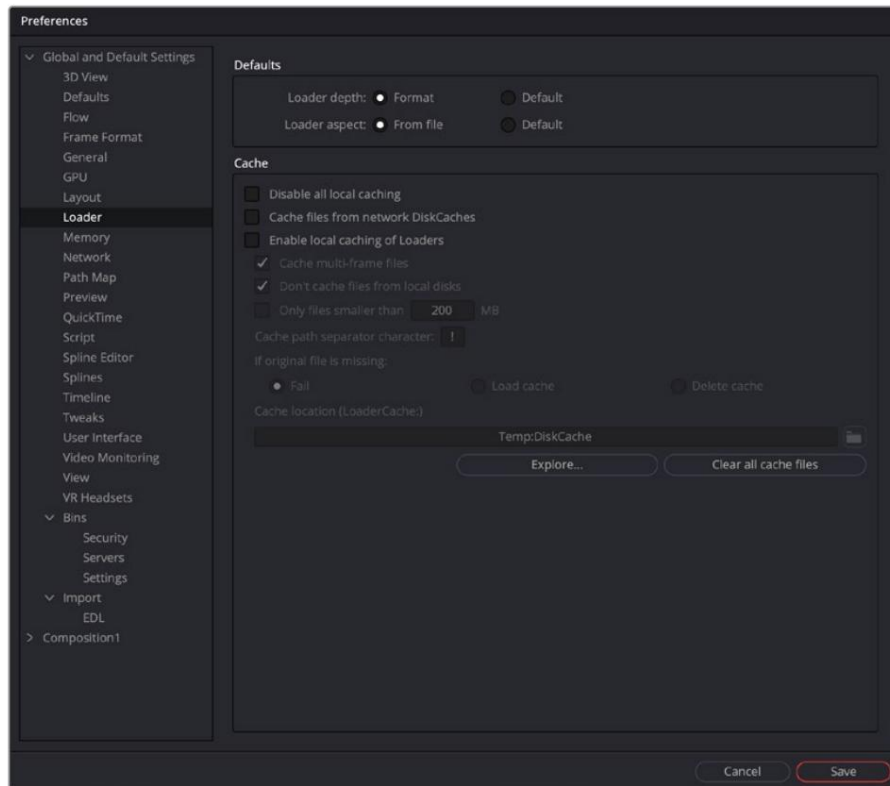 Preferences
Global and Default Settings
3D View
Defaults
Flow
Frame Format
General
GPU
Layout
Loader
Memory
Network
Path Map
Preview
QuickTime
Script
Spline Editor
Splines
Timeline
Tweaks
User Interface
Video Monitoring
View
VR Headsets
Bins
Security
Servers
Settings
Import
EDL
Composition1
Defaults
Loader depth: Format Default
Loader aspect: From file Default
Cache
Disable all local caching
Cache files from network DiskCaches
Enable local caching of Loaders
Cache multi-frame files
Don't cache files from local disks
Only files smaller than 200 MB
Cache path separator character: !
If original file is missing:
Fail Load cache Delete cache
Cache location (LoaderCache:)
Temp:DiskCache
Explore... Clear all cache files
Cancel Save